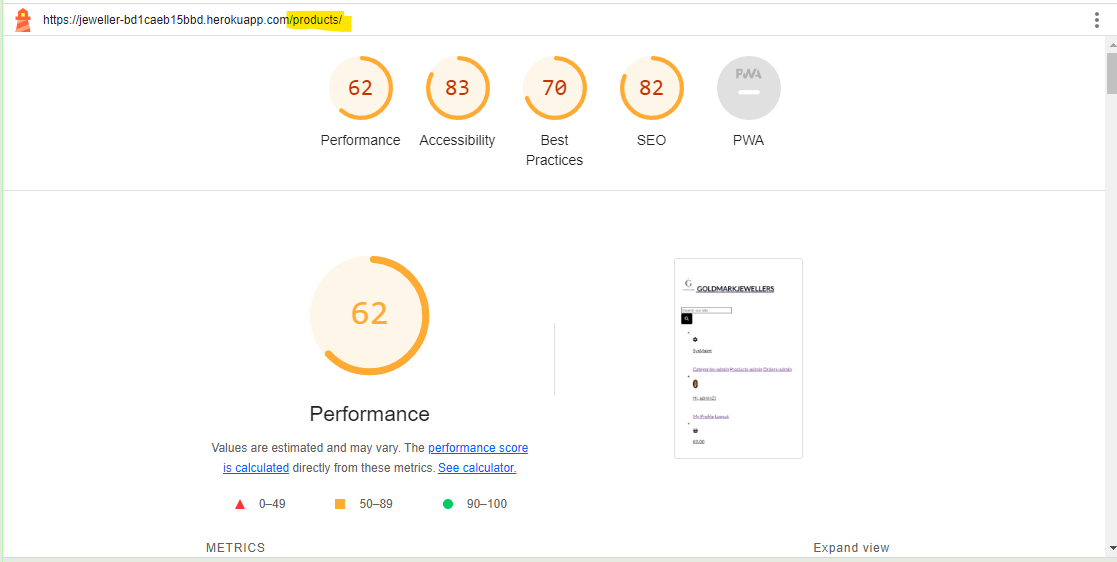 https://jeweller-bd1caeb15bbd.herokuapp.com/products/
62 83 70 82 PWA
Performance Accessibility Best Practices SEO PWA
62
Performance
Values are estimated and may vary. The performance score
is calculated directly from these metrics. See calculator.
0–49 50–89 90–100
G GOLDMARKJEWELLERS
Categories-admin Products-admin Orders-admin
Hi, admin21
My Profile Logout
€0.00
METRICS Expand view